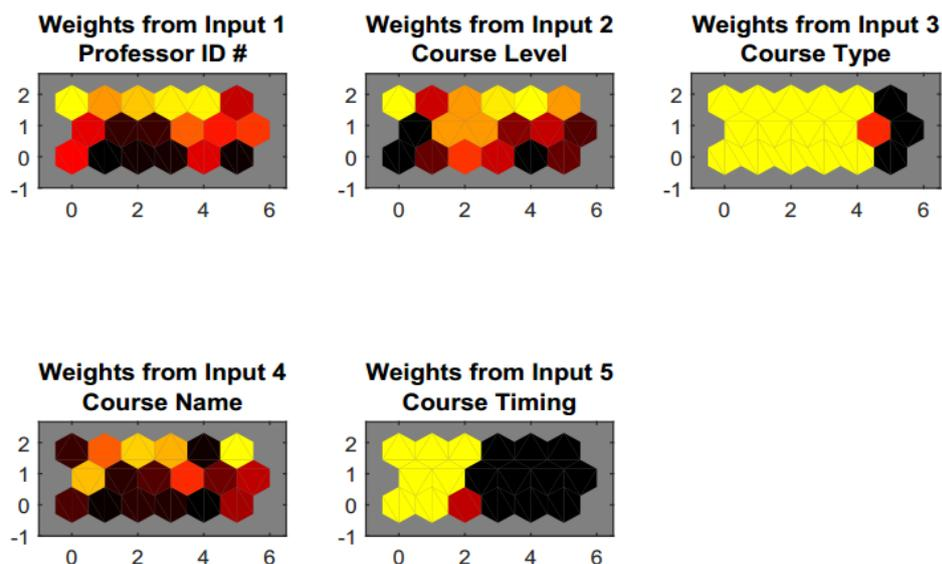 Weights from Input 1
Professor ID #
Weights from Input 2
Course Level
Weights from Input 3
Course Type
2
1
0
-1
0 2 4 6
2
1
0
-1
0 2 4 6
2
1
0
-1
0 2 4 6
Weights from Input 4
Course Name
Weights from Input 5
Course Timing
2
1
0
-1
0 2 4 6
2
1
0
-1
0 2 4 6